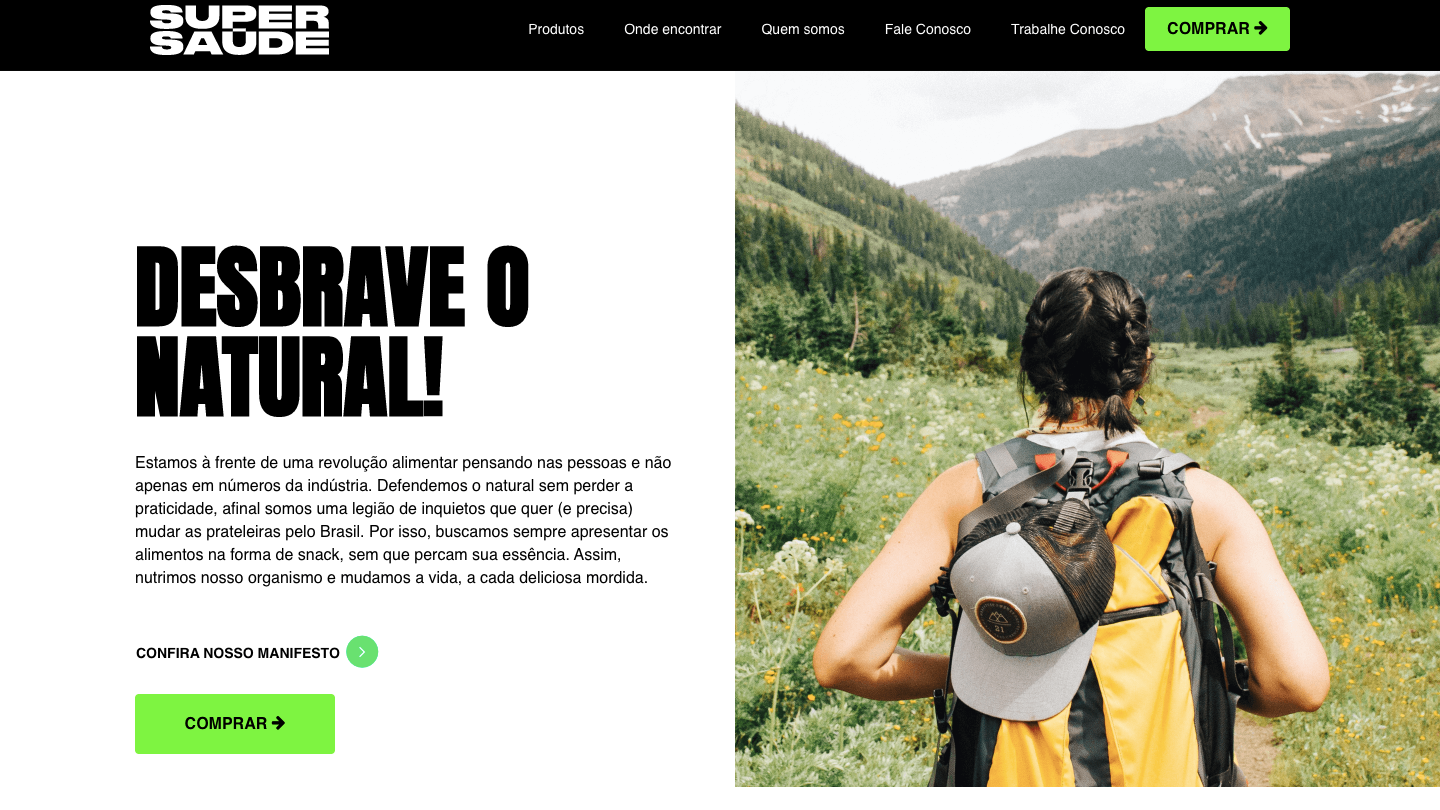 SUPER
SAÚDE
Produtos Onde encontrar Quem somos Fale Conosco Trabalhe Conosco COMPRAR →
DESBRAVE O
NATURAL!
Estamos à frente de uma revolução alimentar pensando nas pessoas e não
apenas em números da indústria. Defendemos o natural sem perder a
praticidade, afinal somos uma legião de inquietos que quer (e precisa)
mudar as prateleiras pelo Brasil. Por isso, buscamos sempre apresentar os
alimentos na forma de snack, sem que percam sua essência. Assim,
nutrimos nosso organismo e mudamos a vida, a cada deliciosa mordida.
CONFIRA NOSSO MANIFESTO
COMPRAR →